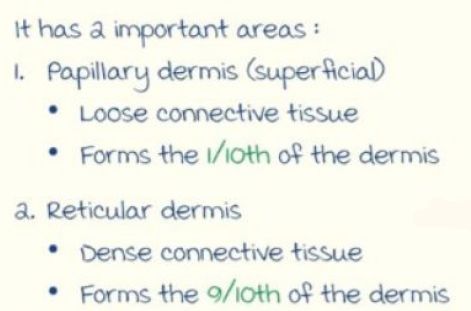 It has 2 important areas :
1. Papillary dermis (superficial)
• Loose connective tissue
• Forms the 1/10th of the dermis
2. Reticular dermis
• Dense connective tissue
• Forms the 9/10th of the dermis